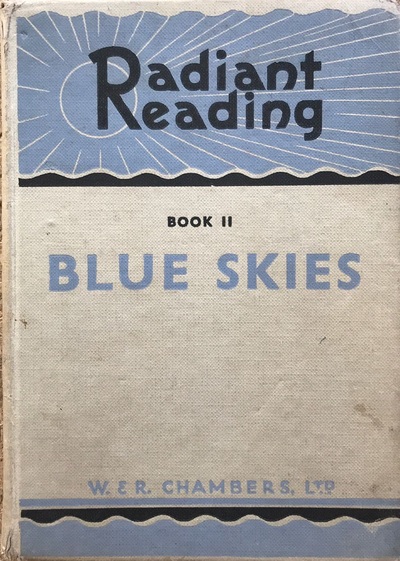 Radiant
Reading
BOOK II
BLUE SKIES
W. & R. CHAMBERS, LTD